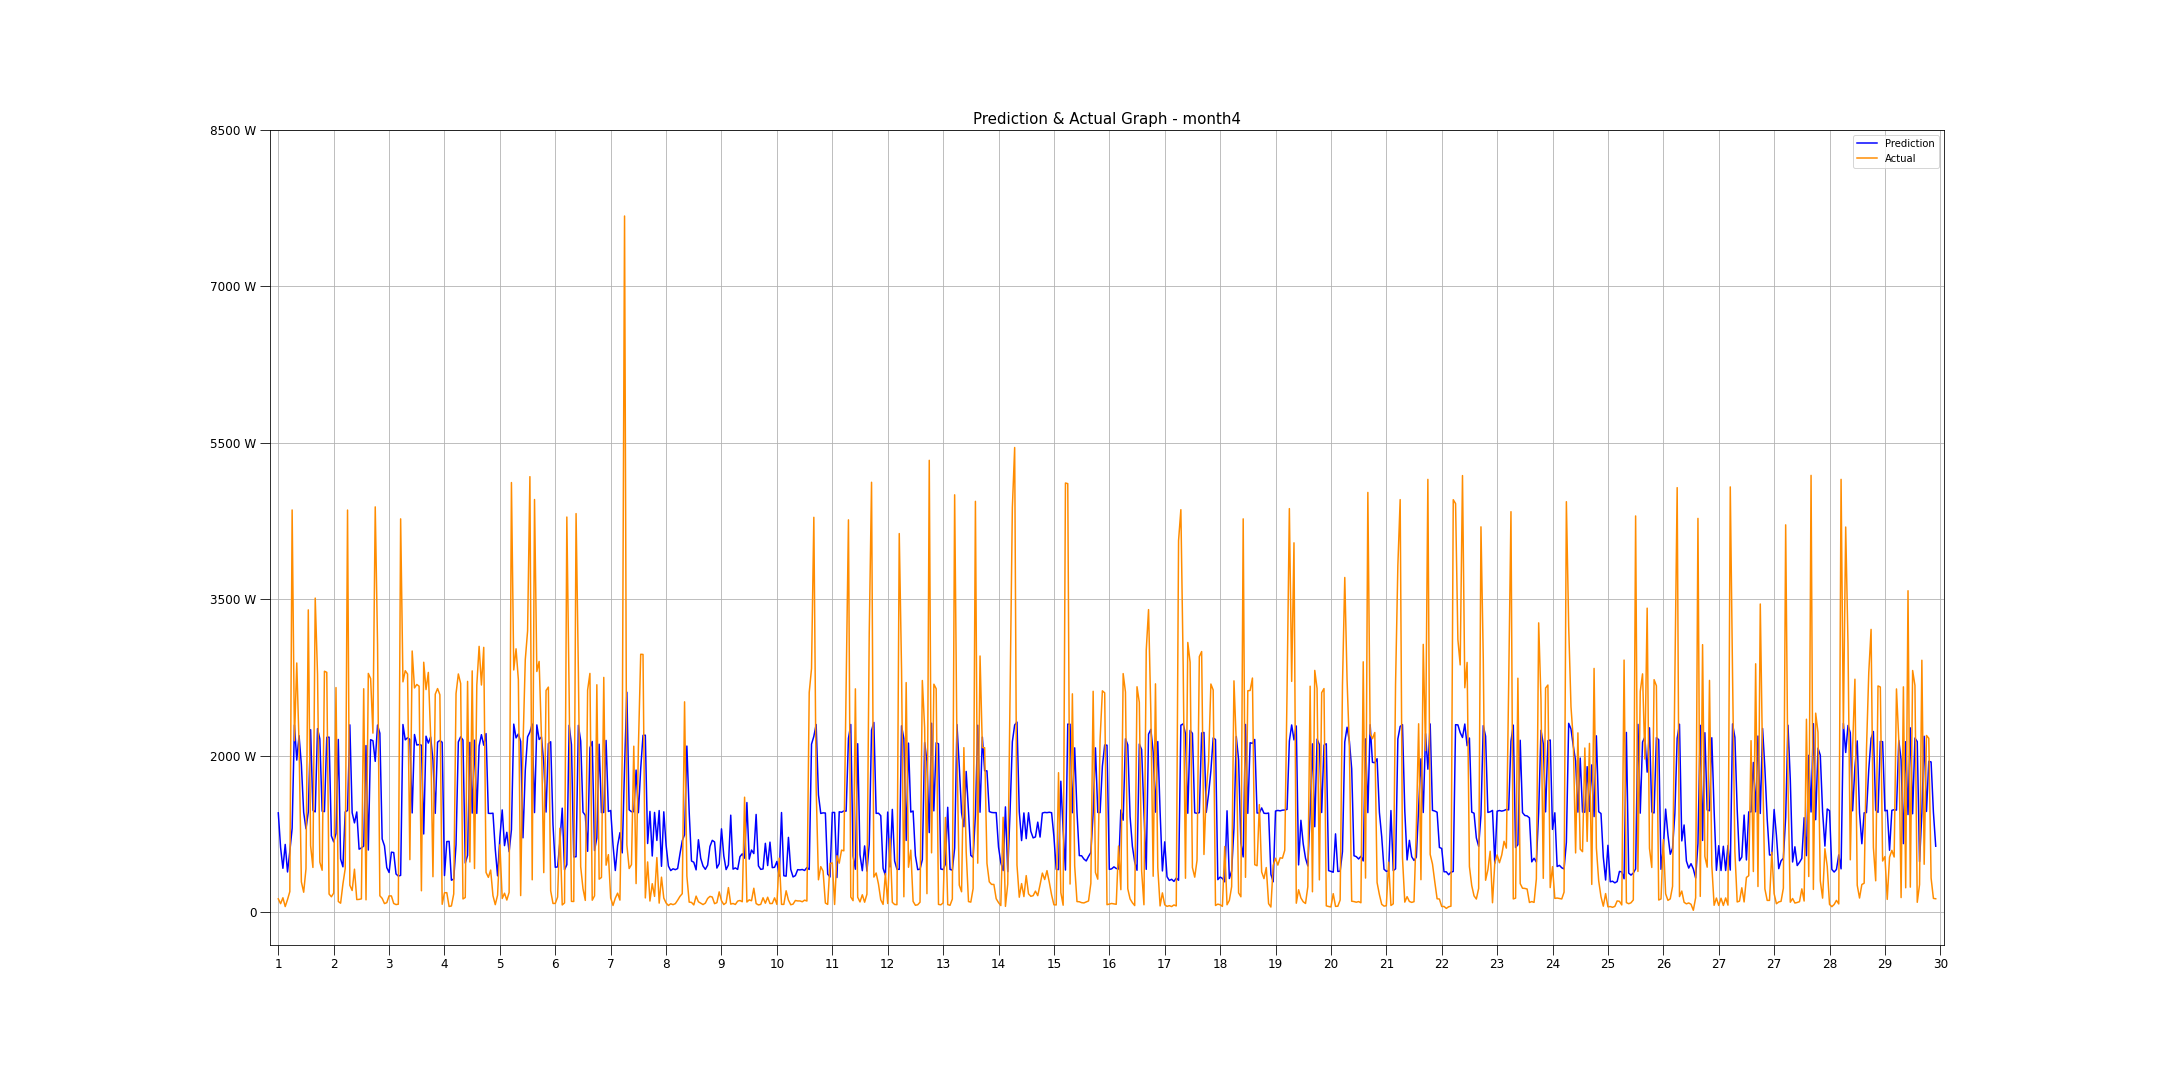 Prediction & Actual Graph - month4
8500 W
7000 W
5500 W
3500 W
2000 W
0
Prediction
Actual
1 2 3 4 5 6 7 8 9 10 11 12 13 14 15 16 17 18 19 20 21 22 23 24 25 26 27 27 28 29 30